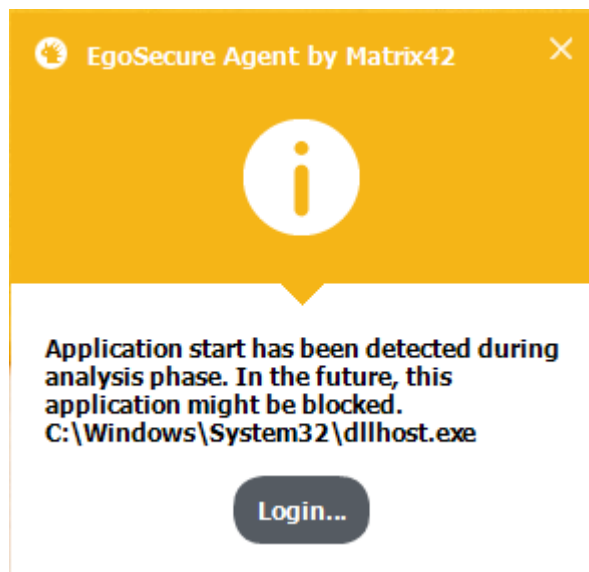 EgoSecure Agent by Matrix42
Application start has been detected during
analysis phase. In the future, this
application might be blocked.
C:\Windows\System32\dllhost.exe
Login...